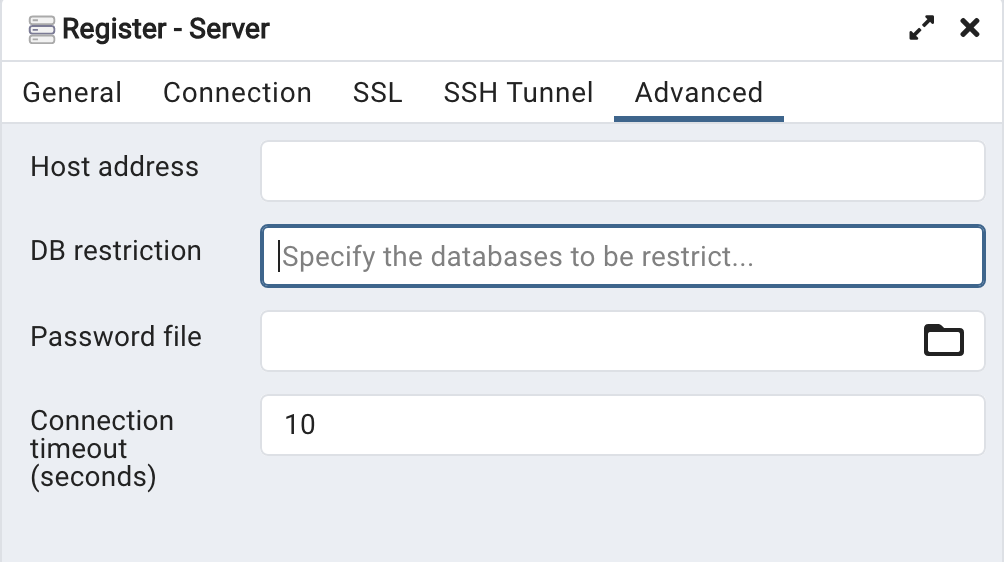 Register - Server
General Connection SSL SSH Tunnel Advanced
Host address
DB restriction
Specify the databases to be restrict...
Password file
Connection
timeout
(seconds)
10